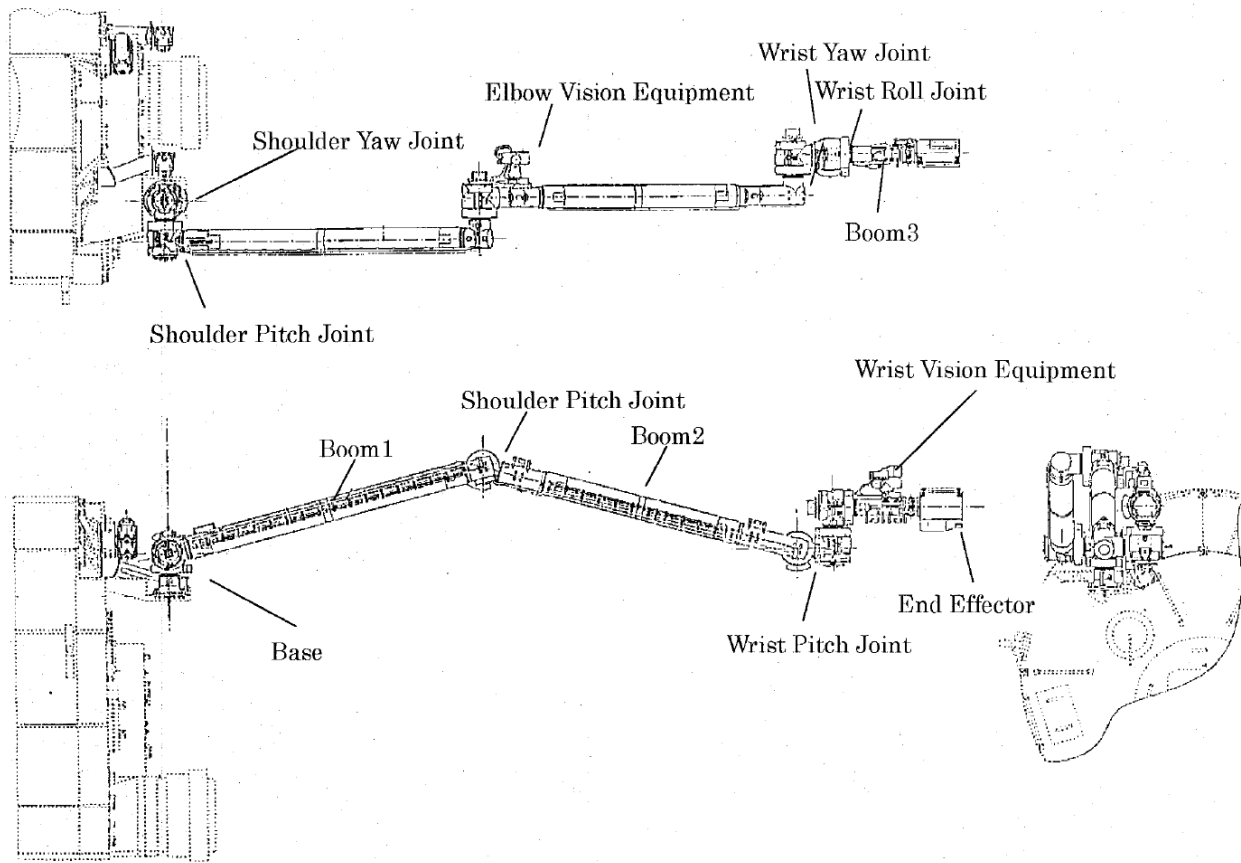 Wrist Yaw Joint
Elbow Vision Equipment
Wrist Roll Joint
Shoulder Yaw Joint
Boom3
Shoulder Pitch Joint
Wrist Vision Equipment
Shoulder Pitch Joint
Boom2
Boom1
End Effector
Wrist Pitch Joint
Base